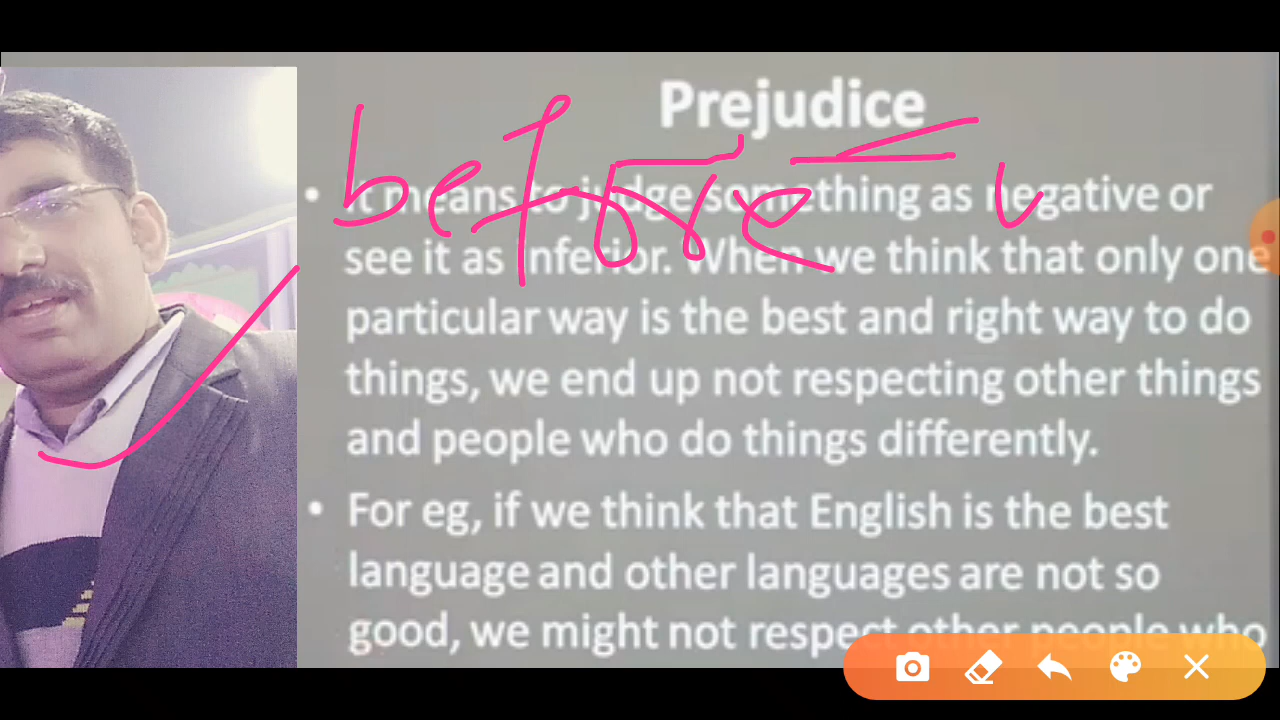 Prejudice
before
• It means to judge something as negative or
see it as inferior. When we think that only one
particular way is the best and right way to do
things, we end up not respecting other things
and people who do things differently.
• For eg, if we think that English is the best
language and other languages are not so
good, we might not respect other people who